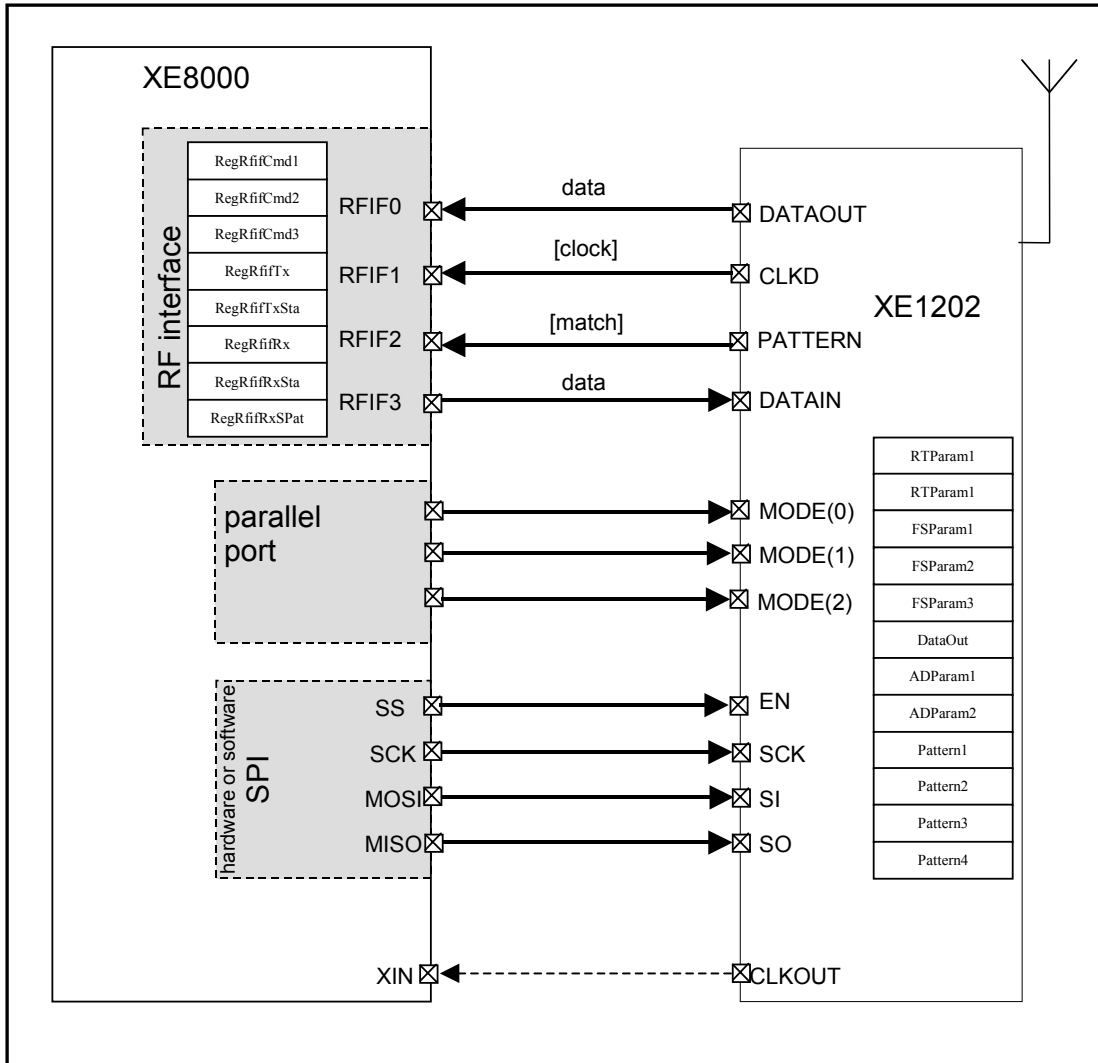 XE8000
RF interface
RegRfifCmd1
RegRfifCmd2
RegRfifCmd3
RegRfifTx
RegRfifTxSta
RegRfifRx
RegRfifRxSta
RegRfifRxSPat
RFIF0
RFIF1
RFIF2
RFIF3
data
[clock]
[match]
data
XE1202
DATAOUT
CLKD
PATTERN
DATAIN
parallel
port
MODE(0)
MODE(1)
MODE(2)
hardware or software
SPI
SS
SCK
MOSI
MISO
EN
SCK
SI
SO
RTParam1
RTParam1
FSParam1
FSParam2
FSParam3
DataOut
ADParam1
ADParam2
Pattern1
Pattern2
Pattern3
Pattern4
XIN
CLKOUT